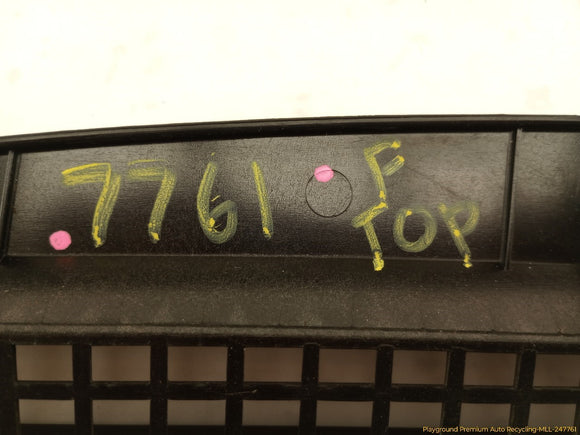 7761 F
TOP
Playground Premium Auto Recycling-MLL-247761